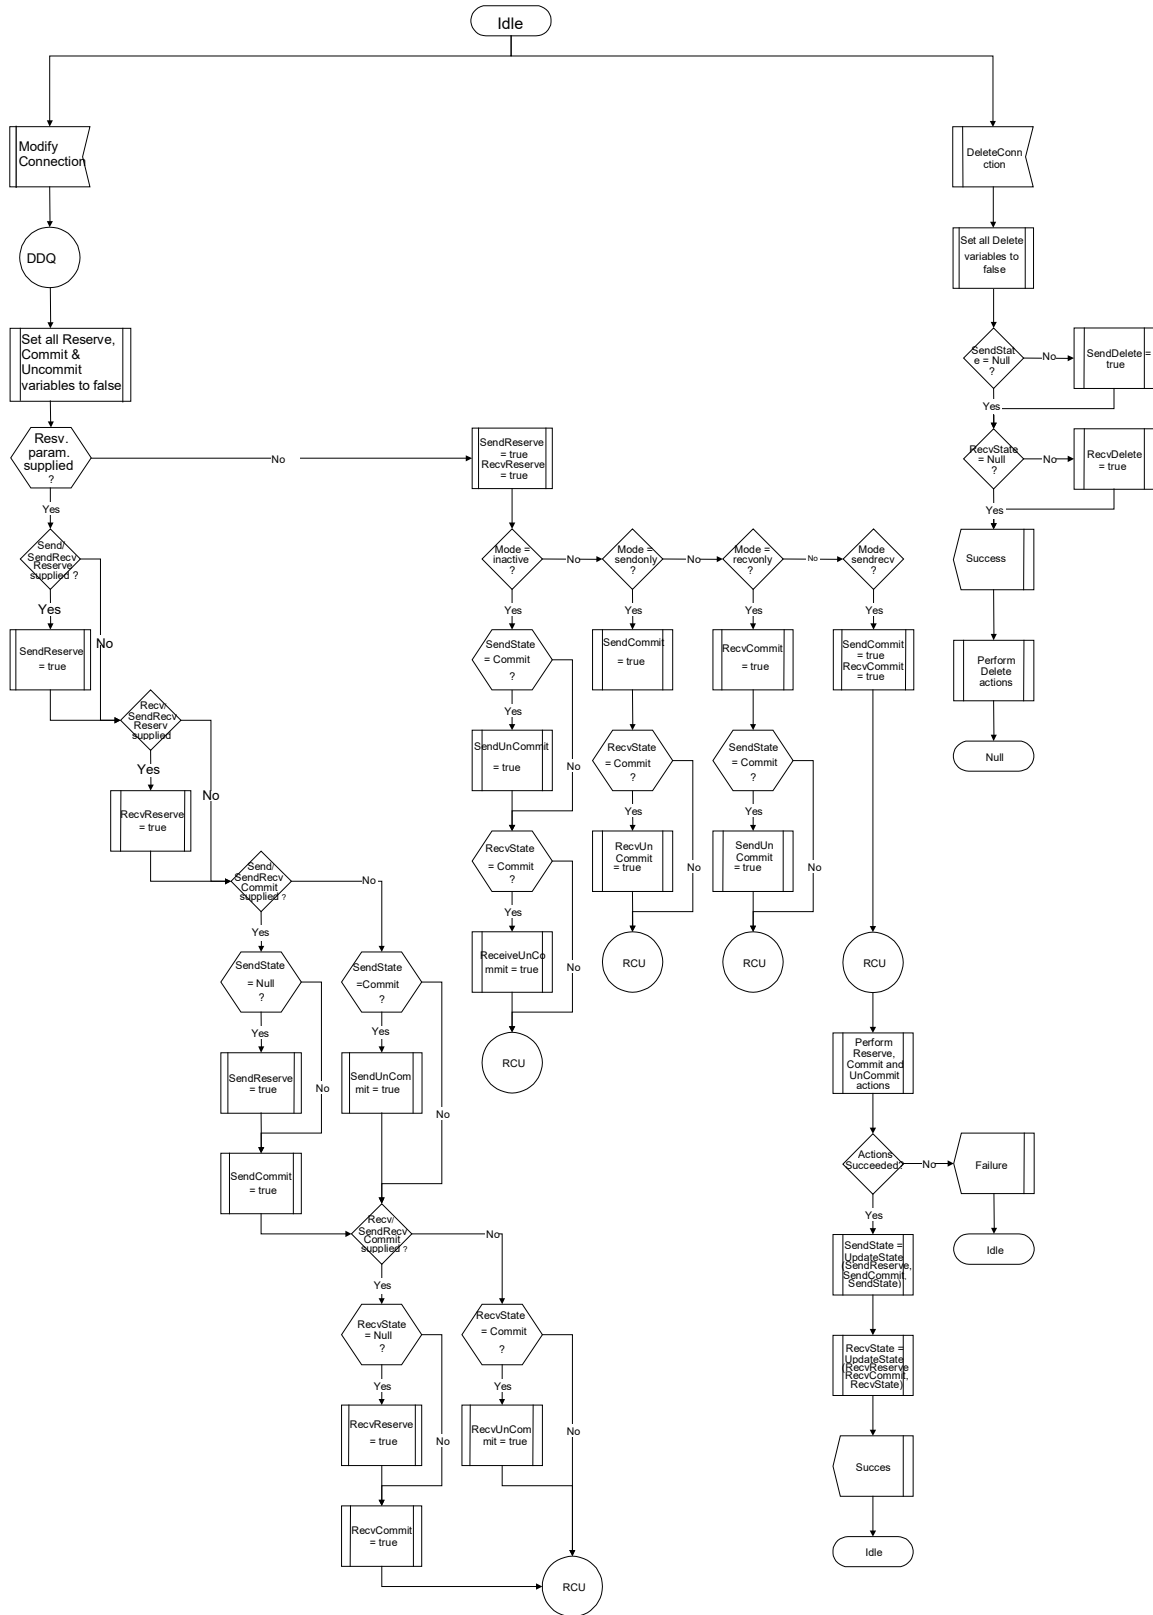 Idle
Modify
Connection
DDQ
Set all Reserve,
Commit &
Uncommit
variables to false
Resv.
param.
supplied
?
No
Yes
Send/
SendRecv
Reserve
supplied ?
Yes
No
SendReserve
= true
Recv/
SendRecv
Reserv
supplied
Yes
No
RecvReserve
= true
Send/
SendRecv
Commit
supplied ?
No
Yes
SendState
= Null
?
Yes
No
SendReserve
= true
SendCommit
= true
SendState
=Commit
?
Yes
No
SendUnCom
mit = true
Recv/
SendRecv
Commit
supplied ?
No
Yes
RecvState
= Null
?
Yes
No
RecvReserve
= true
RecvCommit
= true
RecvState
= Commit
?
Yes
No
RecvUnCom
mit = true
RCU
SendReserve
= true
RecvReserve
= true
Mode =
inactive
?
No
Yes
SendState
= Commit
?
Yes
No
SendUnCommit
= true
RecvState
= Commit
?
Yes
No
ReceiveUnCo
mmit = true
RCU
Mode =
sendonly
?
No
Yes
SendCommit
= true
RecvState
= Commit
?
Yes
No
RecvUn
Commit
= true
RCU
Mode =
recvonly
?
No
Yes
RecvCommit
= true
SendState
= Commit
?
Yes
No
SendUn
Commit
= true
RCU
Mode
sendrecv
?
Yes
SendCommit
= true
RecvCommit
= true
RCU
Perform
Reserve,
Commit and
UnCommit
actions
Actions
Succeeded?
No
Failure
Idle
Yes
SendState =
UpdateState
(SendReserve,
SendCommit,
SendState)
RecvState =
UpdateState
(RecvReserve
RecvCommit,
RecvState)
Succes
Idle
DeleteConn
ction
Set all Delete
variables to
false
SendStat
e = Null
?
No
SendDelete =
true
Yes
RecvState
= Null
?
No
RecvDelete
= true
Yes
Success
Perform
Delete
actions
Null